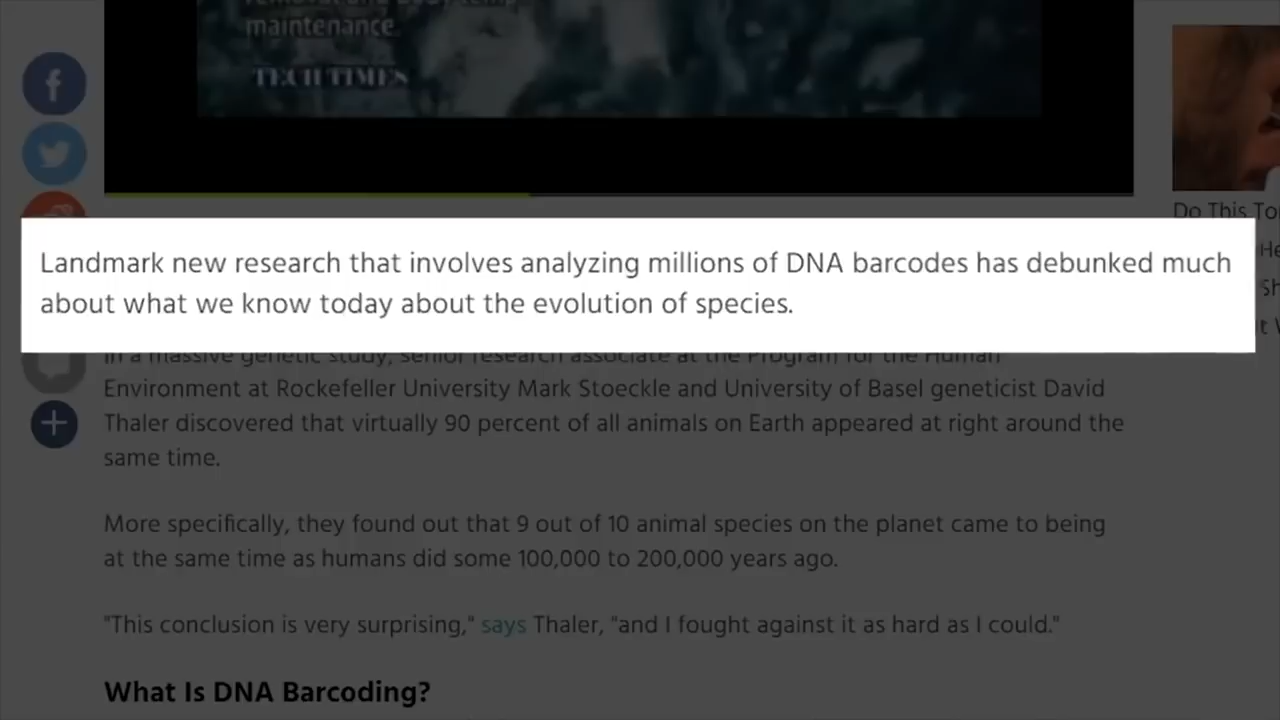 maintenance.
TECH TIMES
Do This To
Landmark new research that involves analyzing millions of DNA barcodes has debunked much
about what we know today about the evolution of species.
In a massive genetic study, senior research associate at the Program for the Human
Environment at Rockefeller University Mark Stoeckle and University of Basel geneticist David
Thaler discovered that virtually 90 percent of all animals on Earth appeared at right around the
same time.
More specifically, they found out that 9 out of 10 animal species on the planet came to being
at the same time as humans did some 100,000 to 200,000 years ago.
"This conclusion is very surprising," says Thaler, "and I fought against it as hard as I could."
What Is DNA Barcoding?